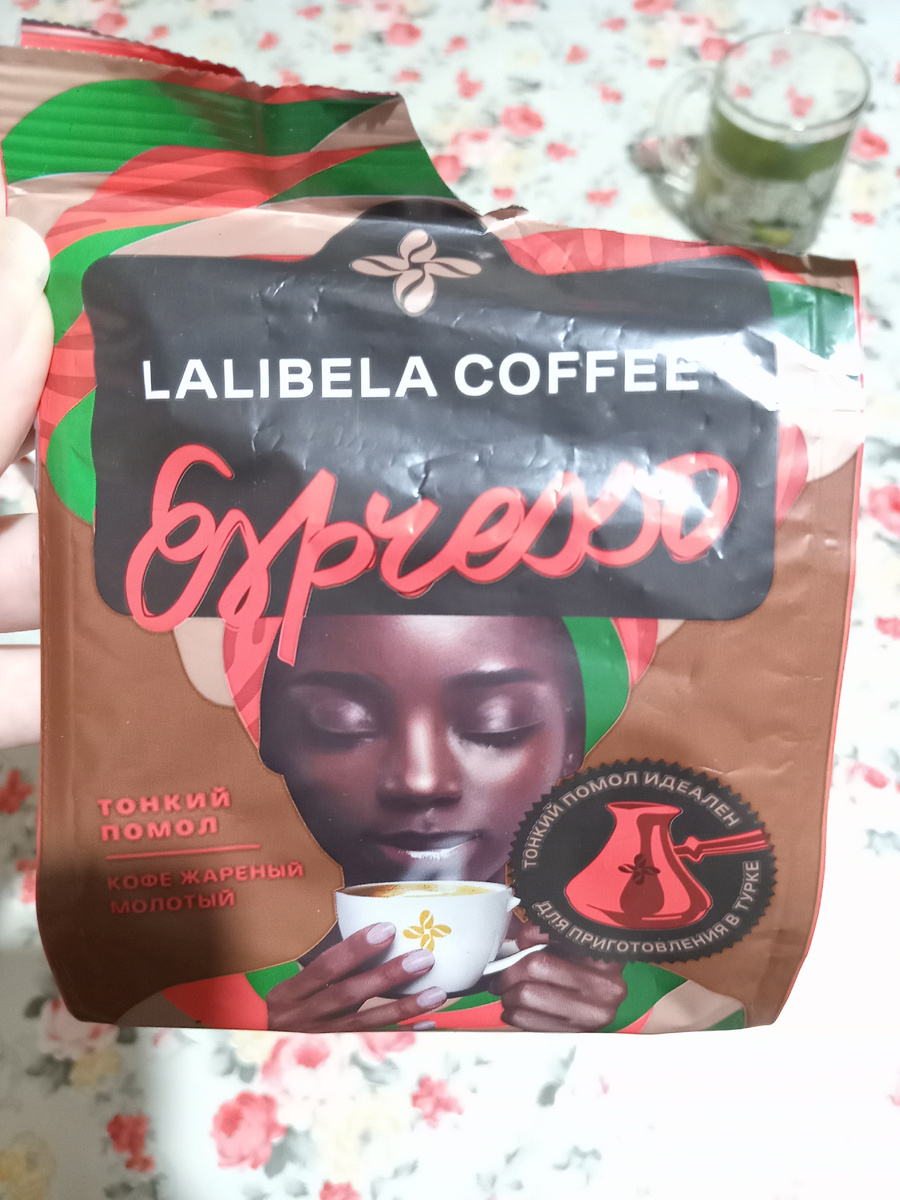 LALIBELA COFFEE
Espresso
ТОНКИЙ
ПОМОЛ
КОФЕ ЖАРЕНЫЙ
МОЛОТЫЙ
ТОНКИЙ ПОМОЛ ИДЕАЛЕН
ДЛЯ ПРИГОТОВЛЕНИЯ В ТУРКЕ